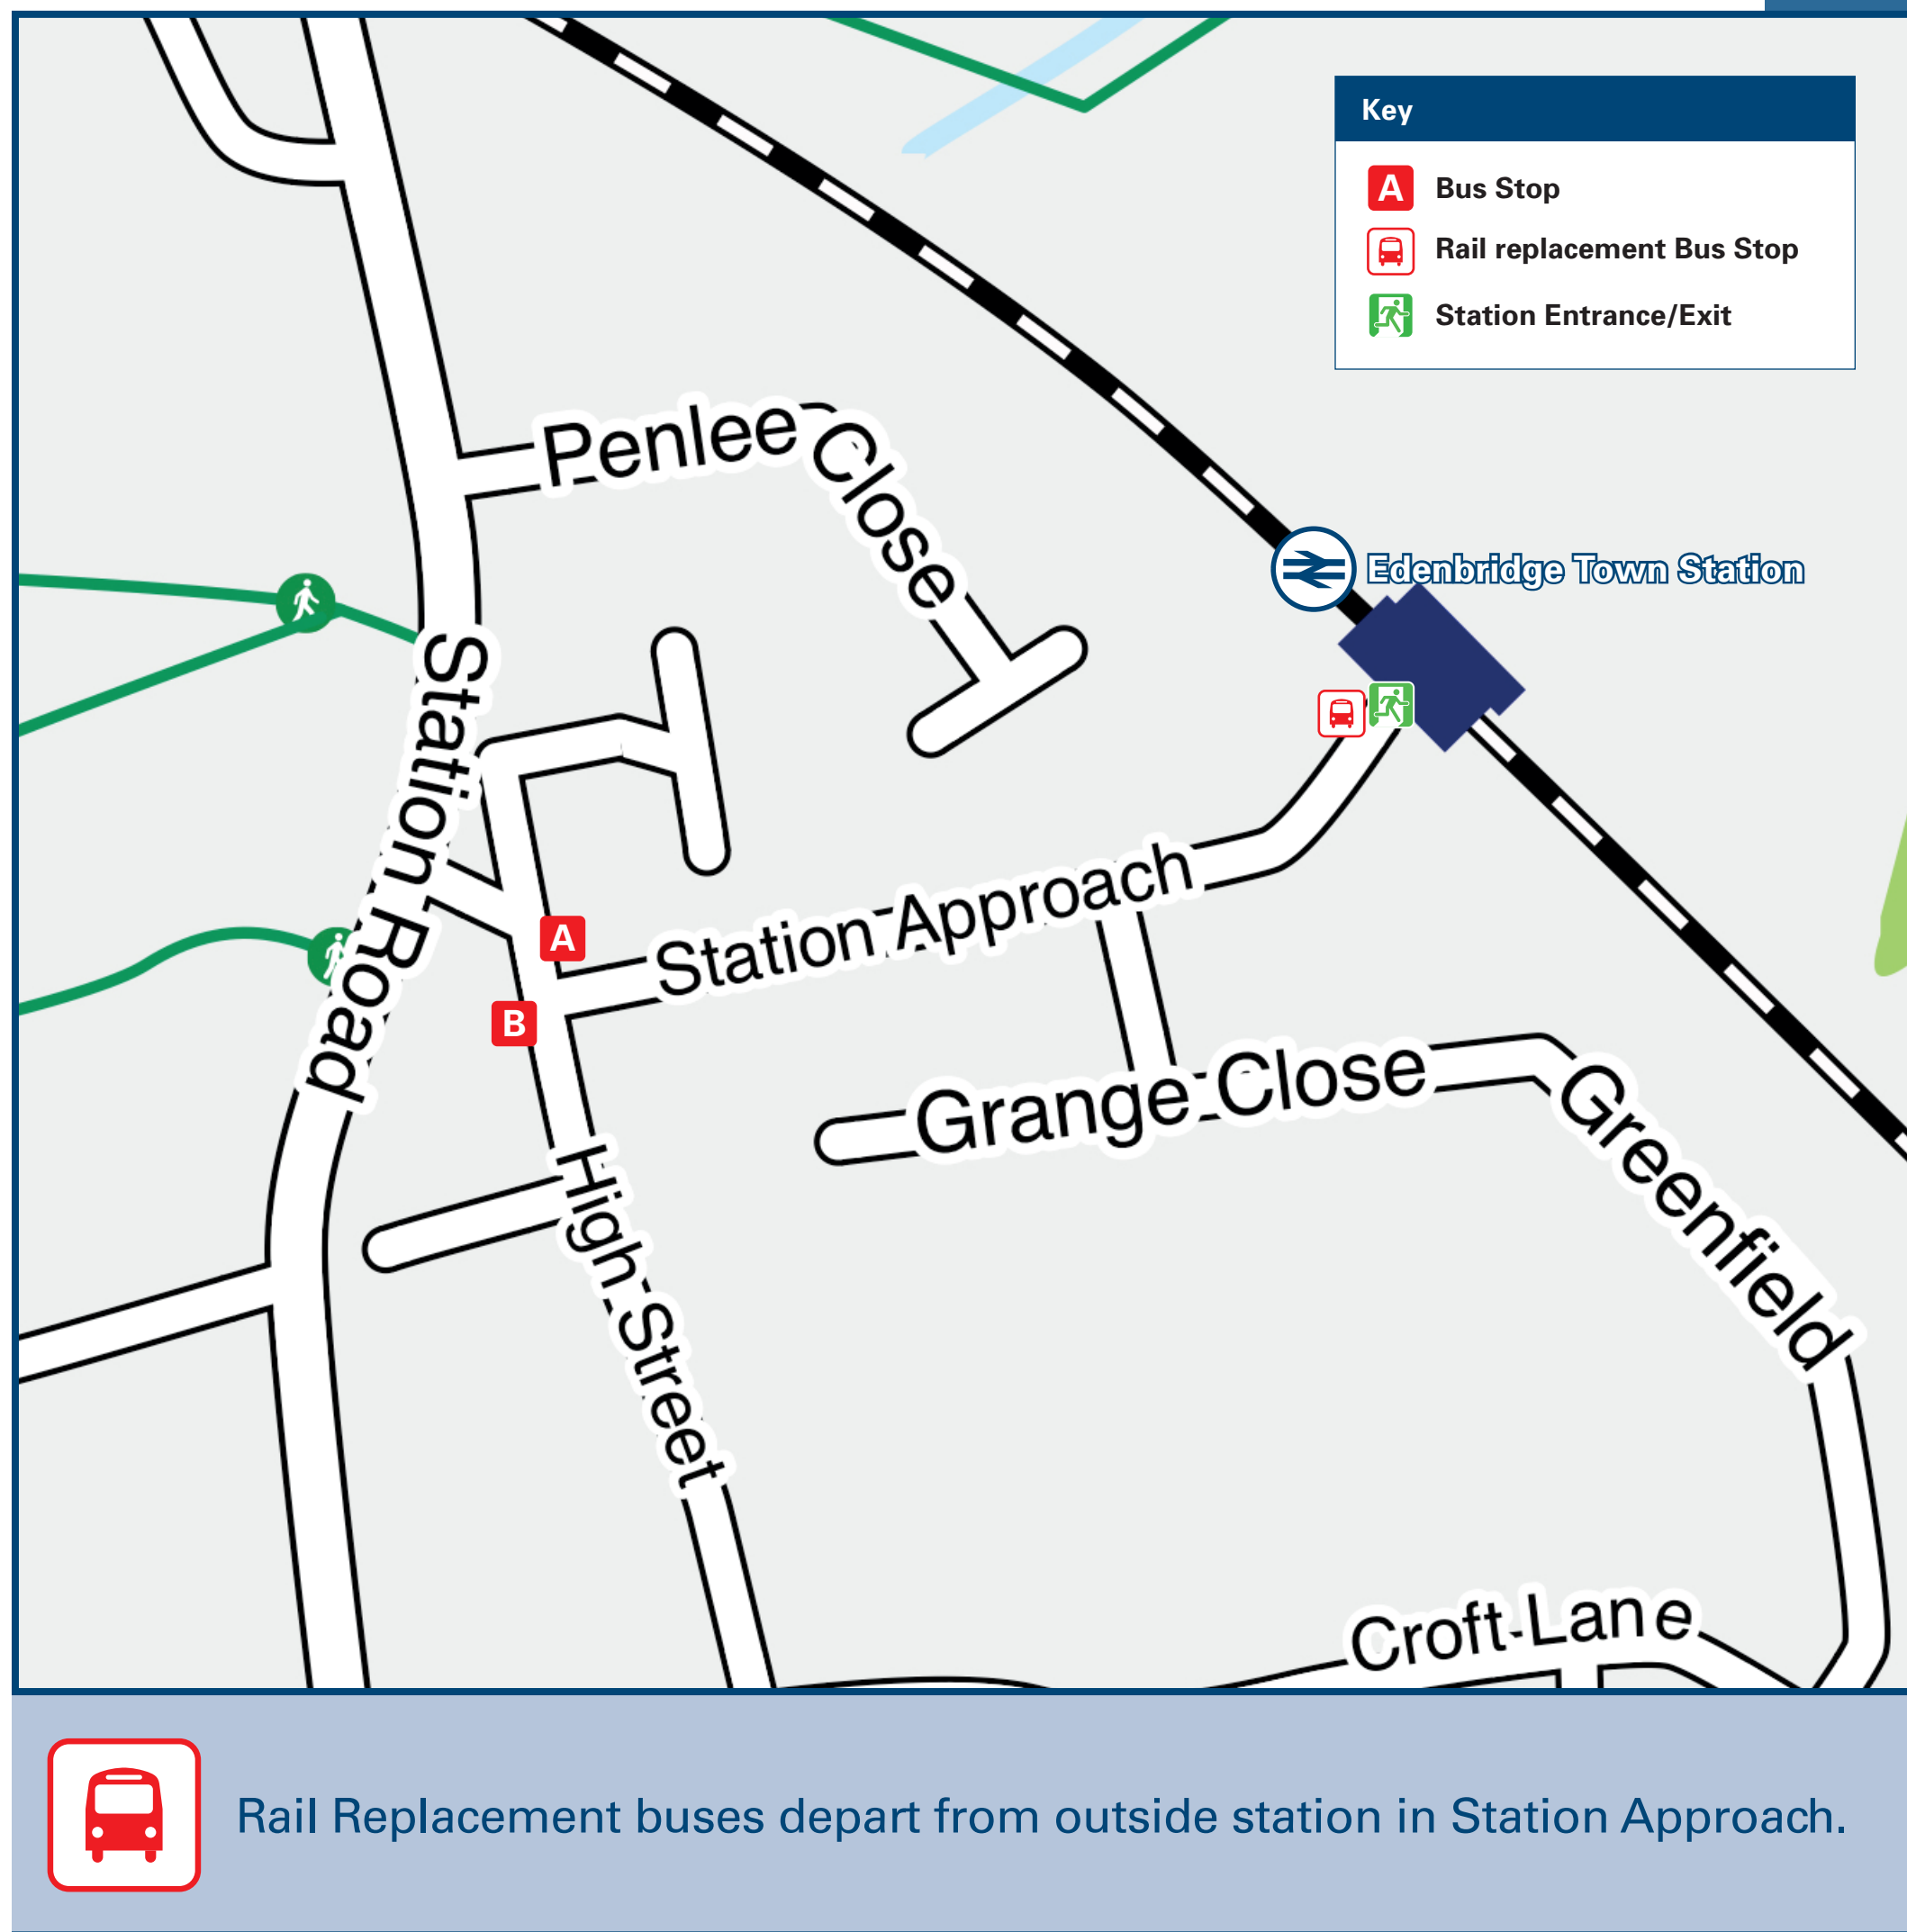 Key
A Bus Stop
Rail replacement Bus Stop
Station Entrance/Exit
Penlee Close
Edenbridge Town Station
Station Road
Station Approach
A
B
Grange Close
Greenfield
High Street
Croft Lane
Rail Replacement buses depart from outside station in Station Approach.